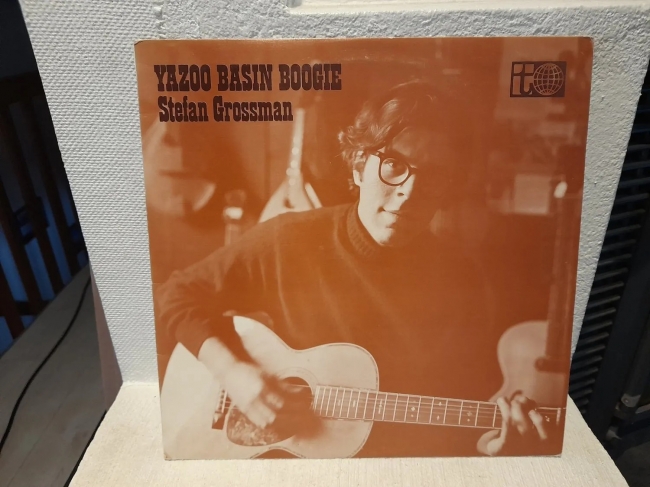 YAZOO BASIN BOOGIE
Stefan Grossman
it